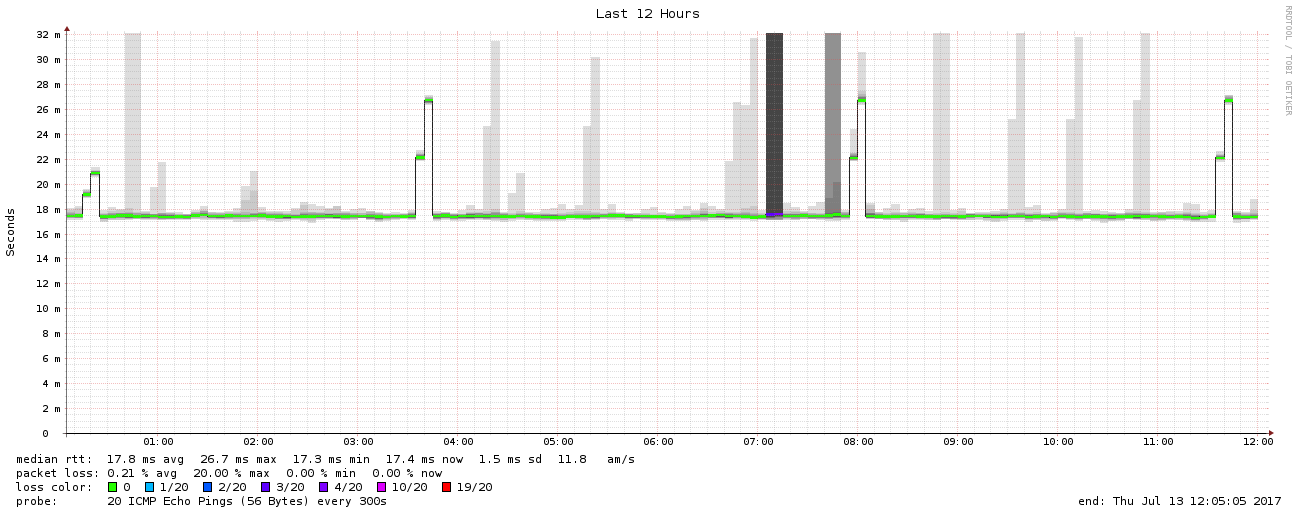 Last 12 Hours
RRDTOOL / TOBI OETIKER
32 m
30 m
28 m
26 m
24 m
22 m
20 m
18 m
16 m
14 m
12 m
10 m
8 m
6 m
4 m
2 m
0
Seconds
01:00 02:00 03:00 04:00 05:00 06:00 07:00 08:00 09:00 10:00 11:00 12:00
median rtt: 17.8 ms avg 26.7 ms max 17.3 ms min 17.4 ms now 1.5 ms sd 11.8 am/s
packet loss: 0.21 % avg 20.00 % max 0.00 % min 0.00 % now
loss color: 0 1/20 2/20 3/20 4/20 10/20 19/20
probe: 20 ICMP Echo Pings (56 Bytes) every 300s end: Thu Jul 13 12:05:05 2017